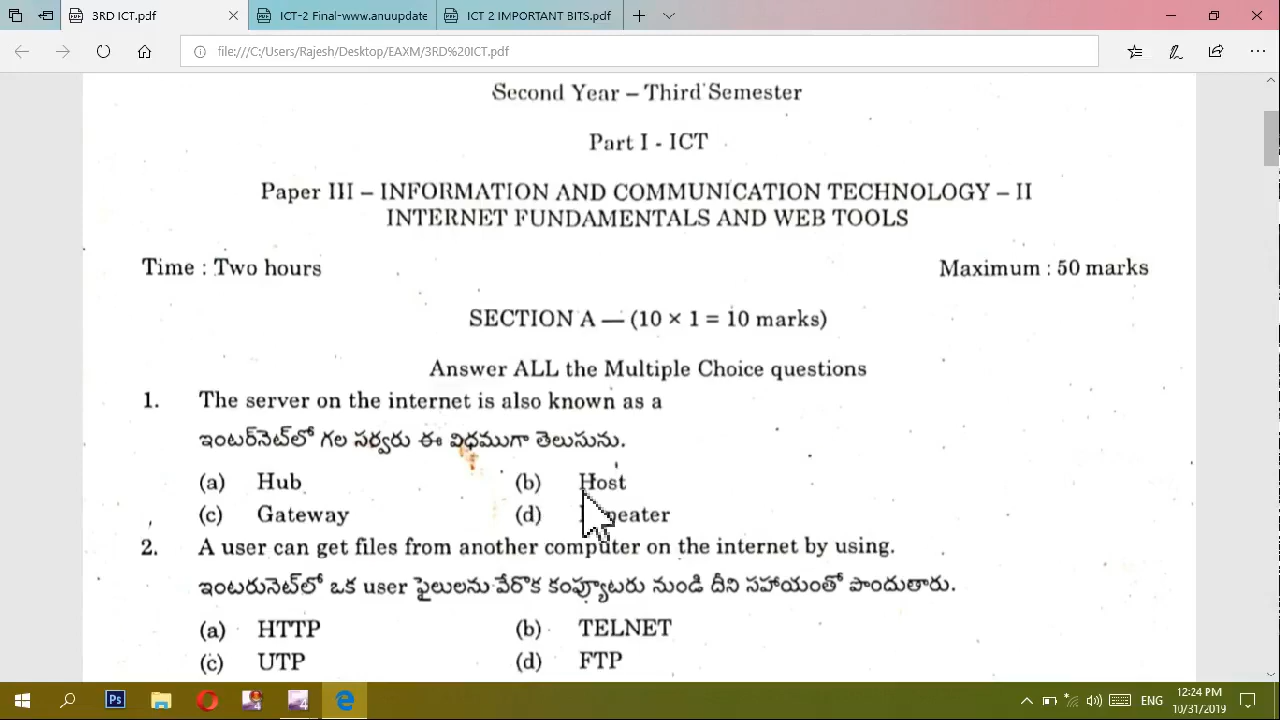 3RD ICT.pdf
ICT-2 Final-www.anuupdate
ICT 2 IMPORTANT BITS.pdf
file:///C:/Users/Rajesh/Desktop/EAXM/3RD%20ICT.pdf
Second Year – Third Semester
Part I - ICT
Paper III – INFORMATION AND COMMUNICATION TECHNOLOGY – II
INTERNET FUNDAMENTALS AND WEB TOOLS
Time : Two hours Maximum : 50 marks
SECTION A — (10 × 1 = 10 marks)
Answer ALL the Multiple Choice questions
1. The server on the internet is also known as a
ఇంటర్‌నెట్‌లో గల సర్వరు ఈ విధముగా తెలుసును.
(a) Hub (b) Host
(c) Gateway (d)
2. A user can get files from another computer on the internet by using.
ఇంటరునెట్‌లో ఒక user ఫైలులను వేరొక కంప్యూటరు నుండి దీని సహాయంతో పొందుతారు.
(a) HTTP (b) TELNET
(c) UTP (d) FTP
Ps
ENG
12:24 PM
10/31/2019